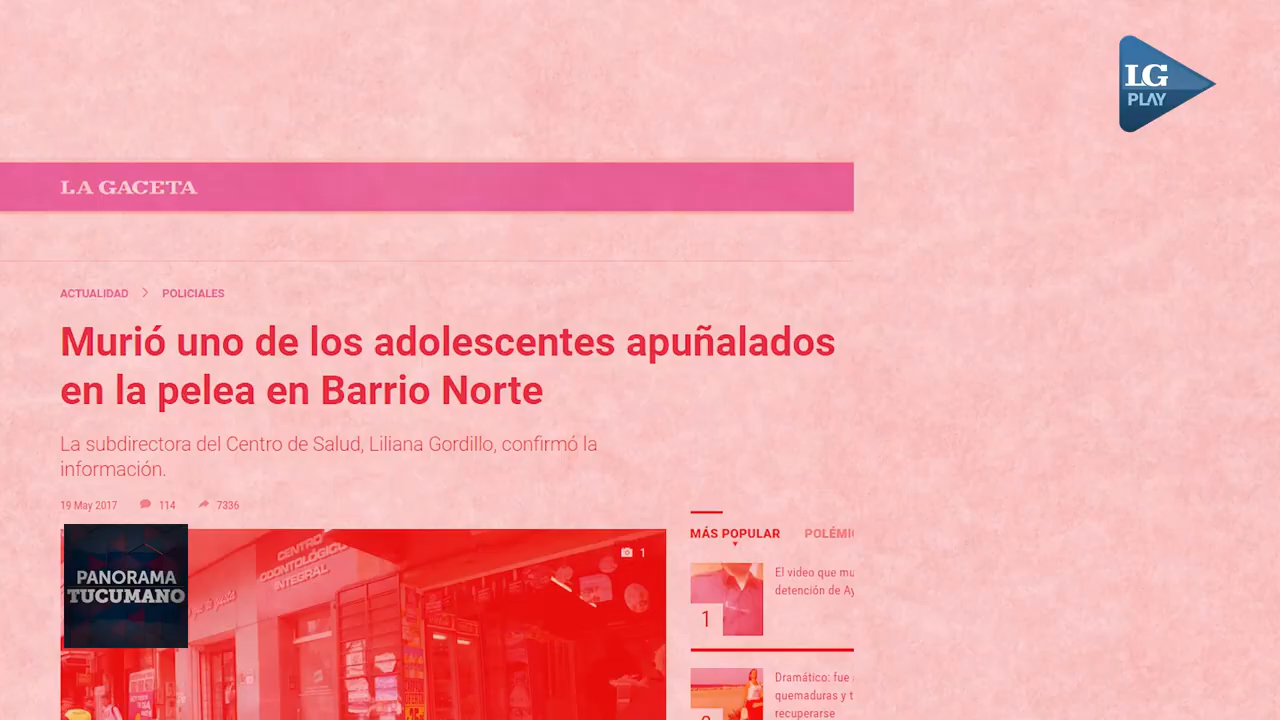 LG
PLAY
LA GACETA
ACTUALIDAD > POLICIALES
Murió uno de los adolescentes apuñalados
en la pelea en Barrio Norte
La subdirectora del Centro de Salud, Liliana Gordillo, confirmó la
información.
19 May 2017 114 7336
PANORAMA
TUCUMANO
CENTRO
ODONTOLÓGICO
INTEGRAL
1
MÁS POPULAR POLÉMI
El video que mu
detención de Ay
1
Dramático: fue
quemaduras y t
recuperarse